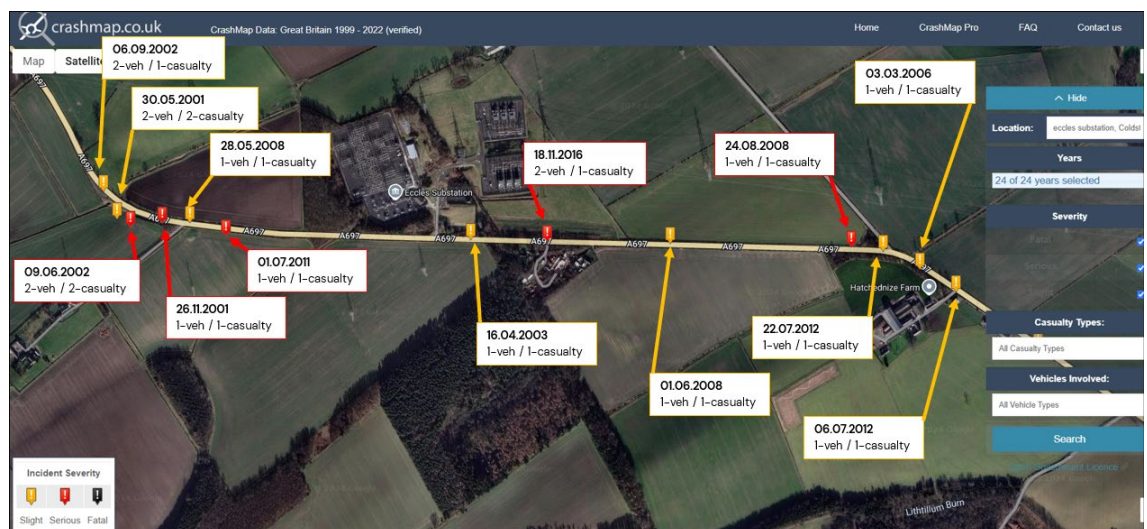 crashmap.co.uk
CrashMap Data: Great Britain 1999 - 2022 (verified)
Home
CrashMap Pro
FAQ
Contact us
Map
Satellite
06.09.2002
2-veh / 1-casualty
30.05.2001
2-veh / 2-casualty
28.05.2008
1-veh / 1-casualty
18.11.2016
2-veh / 1-casualty
24.08.2008
1-veh / 1-casualty
03.03.2006
1-veh / 1-casualty
Hide
Location:
eccles substation, Colds
Years
24 of 24 years selected
Severity
Fatal
Casualty Types:
All Casualty Types
Vehicles Involved:
All Vehicle Types
Search
A697
Eccles Substation
A697
A697
A697
A697
A697
A697
A697
A697
A697
Hatchednize Farm
09.06.2002
2-veh / 2-casualty
26.11.2001
1-veh / 1-casualty
01.07.2011
1-veh / 1-casualty
16.04.2003
1-veh / 1-casualty
01.06.2008
1-veh / 1-casualty
22.07.2012
1-veh / 1-casualty
06.07.2012
1-veh / 1-casualty
Incident Severity
Slight Serious Fatal
Lithtillum Burn